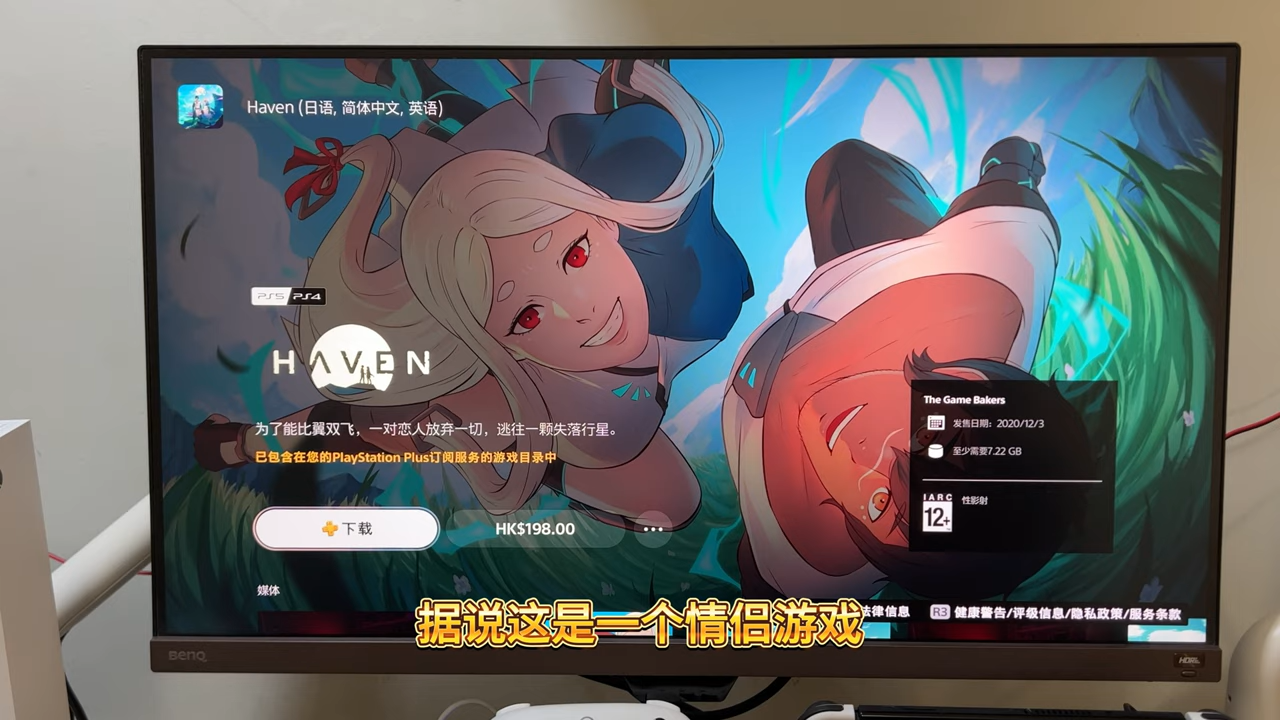 Haven (日语, 简体中文, 英语)
PS5 PS4
HAVEN
为了能比翼双飞，一对恋人放弃一切，逃往一颗失落行星。
已包含在您的PlayStation Plus订阅服务的游戏目录中
下载
HK$198.00
•••
媒体
The Game Bakers
发售日期: 2020/12/3
至少需要7.22 GB
IARC
12+
性影射
法律信息
R3 健康警告/评级信息/隐私政策/服务条款
据说这是一个情侣游戏
BenQ
HDRi